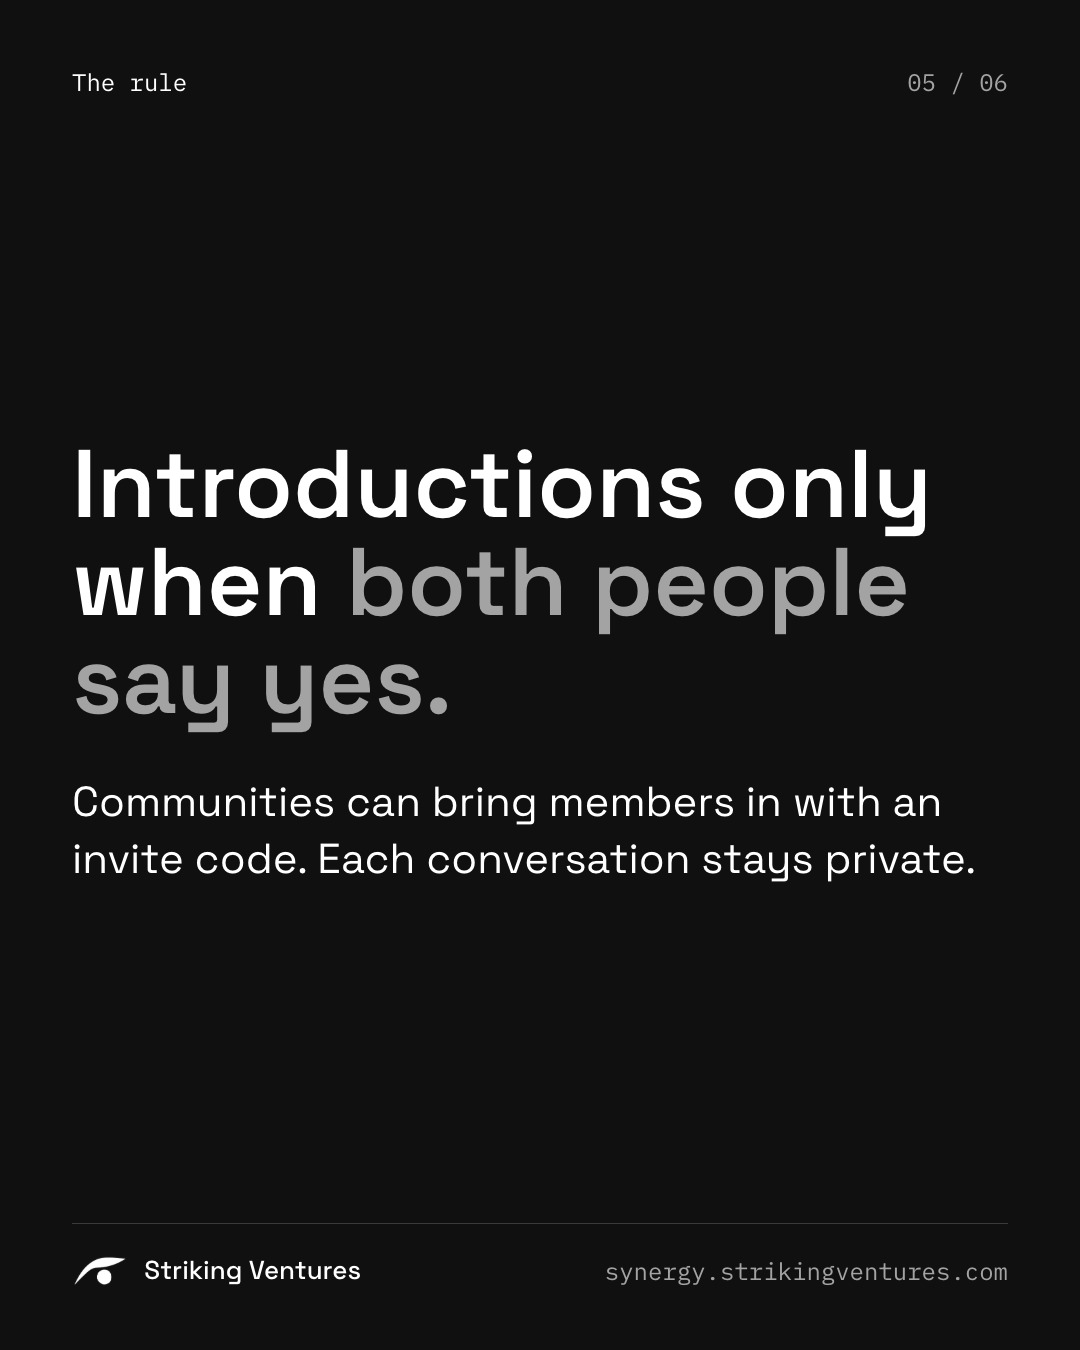 The rule
05 / 06
Introductions only
when both people
say yes.
Communities can bring members in with an
invite code. Each conversation stays private.
Striking Ventures
synergy.strikingventures.com